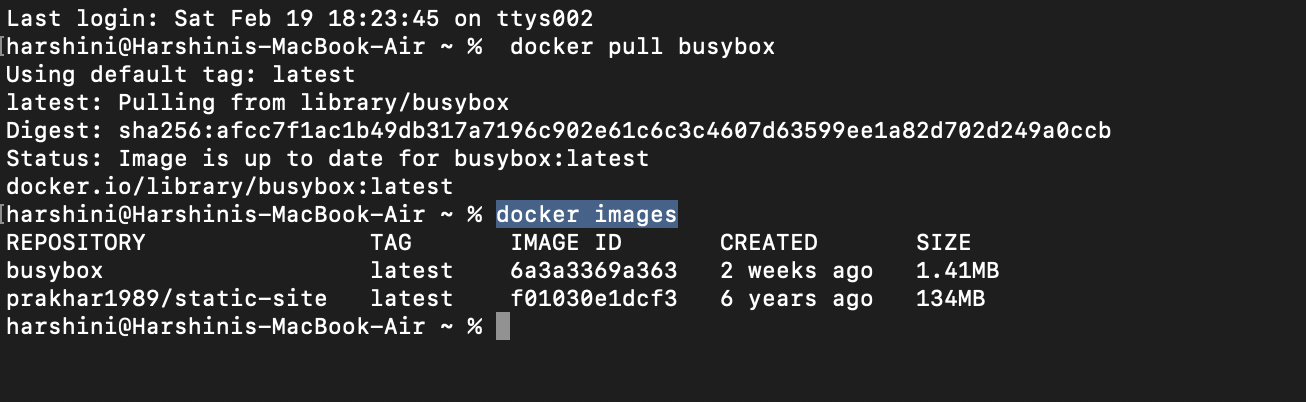 Last login: Sat Feb 19 18:23:45 on ttys002
[harshini@Harshinis-MacBook-Air ~ %  docker pull busybox
Using default tag: latest
latest: Pulling from library/busybox
Digest: sha256:afcc7f1ac1b49db317a7196c902e61c6c3c4607d63599ee1a82d702d249a0ccb
Status: Image is up to date for busybox:latest
docker.io/library/busybox:latest
[harshini@Harshinis-MacBook-Air ~ % docker images
REPOSITORY                TAG       IMAGE ID       CREATED       SIZE
busybox                   latest    6a3a3369a363   2 weeks ago   1.41MB
prakhar1989/static-site   latest    f01030e1dcf3   6 years ago   134MB
harshini@Harshinis-MacBook-Air ~ %